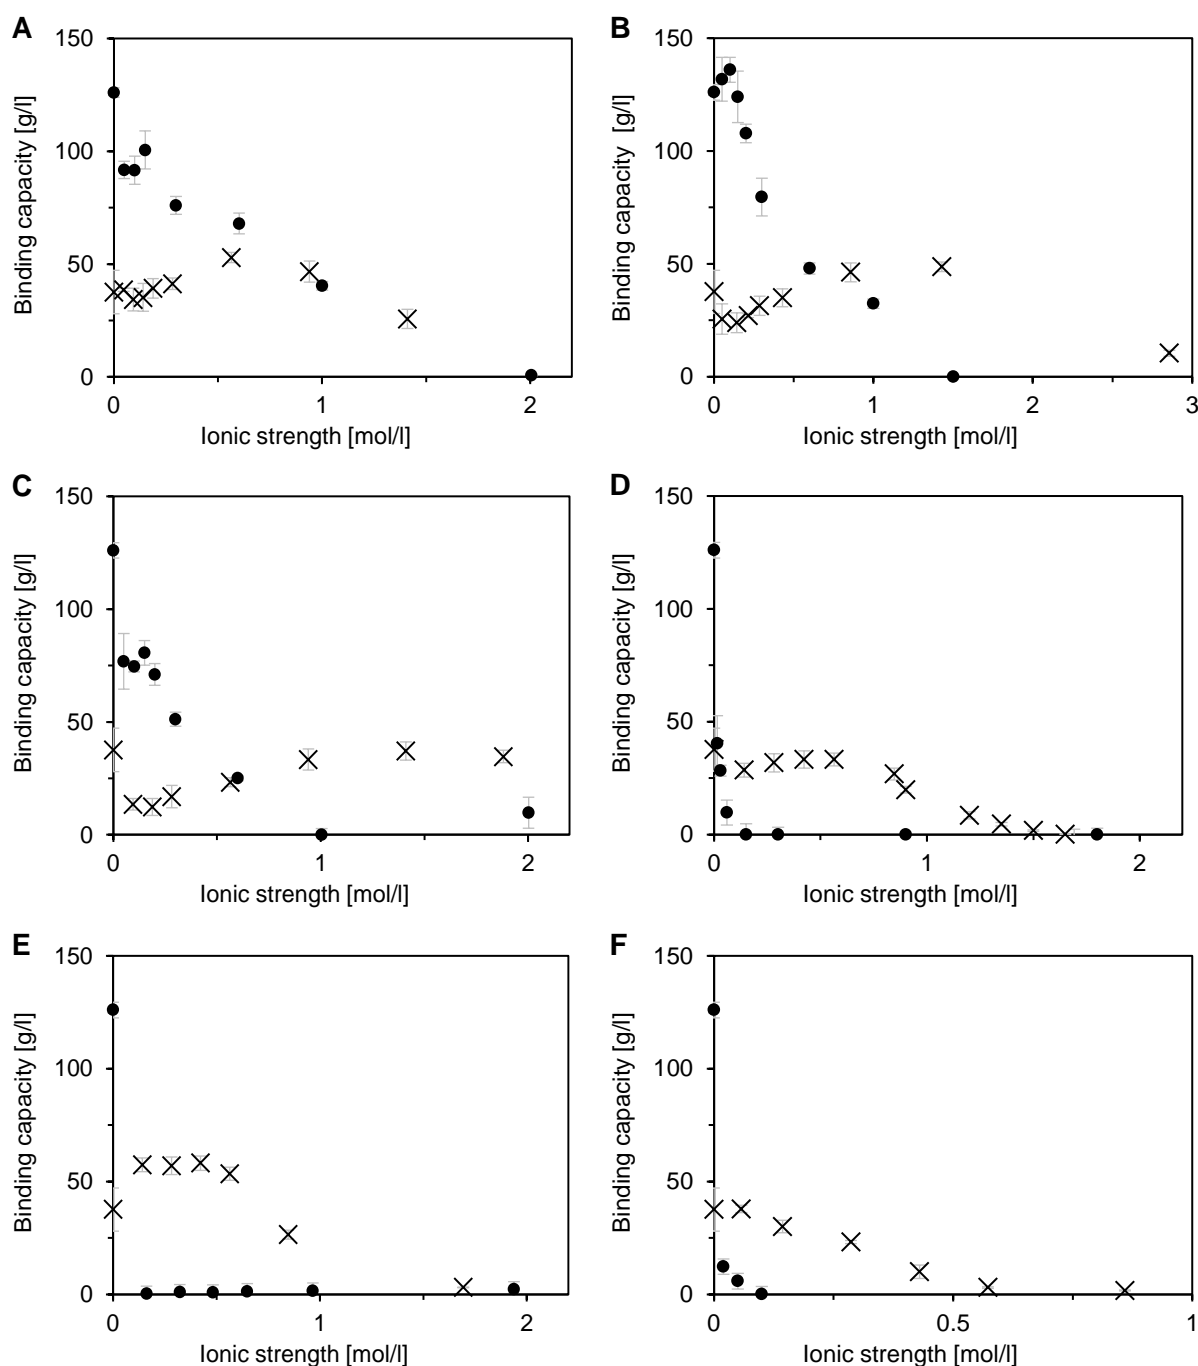 A
150
100
50
0
Binding capacity [g/l]
0 1 2
Ionic strength [mol/l]
B
150
100
50
0
Binding capacity [g/l]
0 1 2 3
Ionic strength [mol/l]
C
150
100
50
0
Binding capacity [g/l]
0 1 2
Ionic strength [mol/l]
D
150
100
50
0
Binding capacity [g/l]
0 1 2
Ionic strength [mol/l]
E
150
100
50
0
Binding capacity [g/l]
0 1 2
Ionic strength [mol/l]
F
150
100
50
0
Binding capacity [g/l]
0 0.5 1
Ionic strength [mol/l]